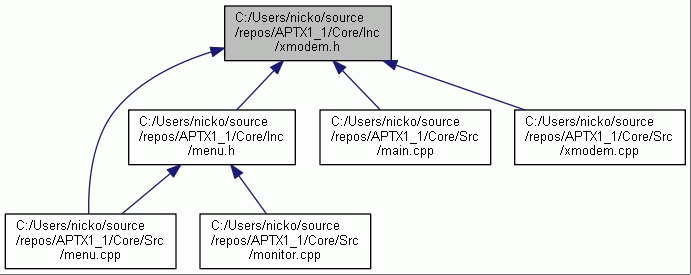 C:/Users/nicko/source
/repos/APTX1_1/Core/Inc
/xmodem.h
C:/Users/nicko/source
/repos/APTX1_1/Core/Inc
/menu.h
C:/Users/nicko/source
/repos/APTX1_1/Core/Src
/main.cpp
C:/Users/nicko/source
/repos/APTX1_1/Core/Src
/xmodem.cpp
C:/Users/nicko/source
/repos/APTX1_1/Core/Src
/menu.cpp
C:/Users/nicko/source
/repos/APTX1_1/Core/Src
/monitor.cpp